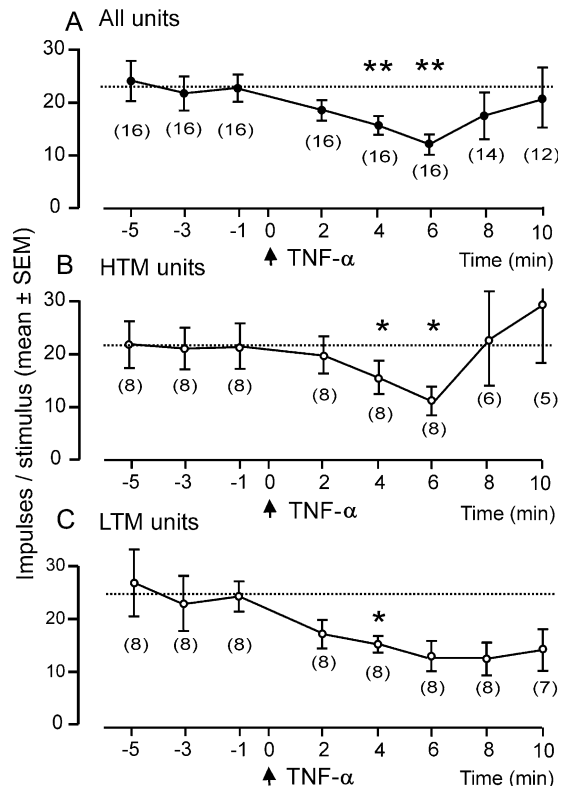 A All units
30
20
10
0
** **
(16) (16) (16) (16) (16) (16) (14) (12)
-5 -3 -1 0 2 4 6 8 10
TNF-α Time (min)
B HTM units
30
20
10
0
* *
(8) (8) (8) (8) (8) (8) (6) (5)
-5 -3 -1 0 2 4 6 8 10
TNF-α Time (min)
C LTM units
30
20
10
0
*
(8) (8) (8) (8) (8) (8) (8) (7)
-5 -3 -1 0 2 4 6 8 10
TNF-α Time (min)
Impulses / stimulus (mean ± SEM)